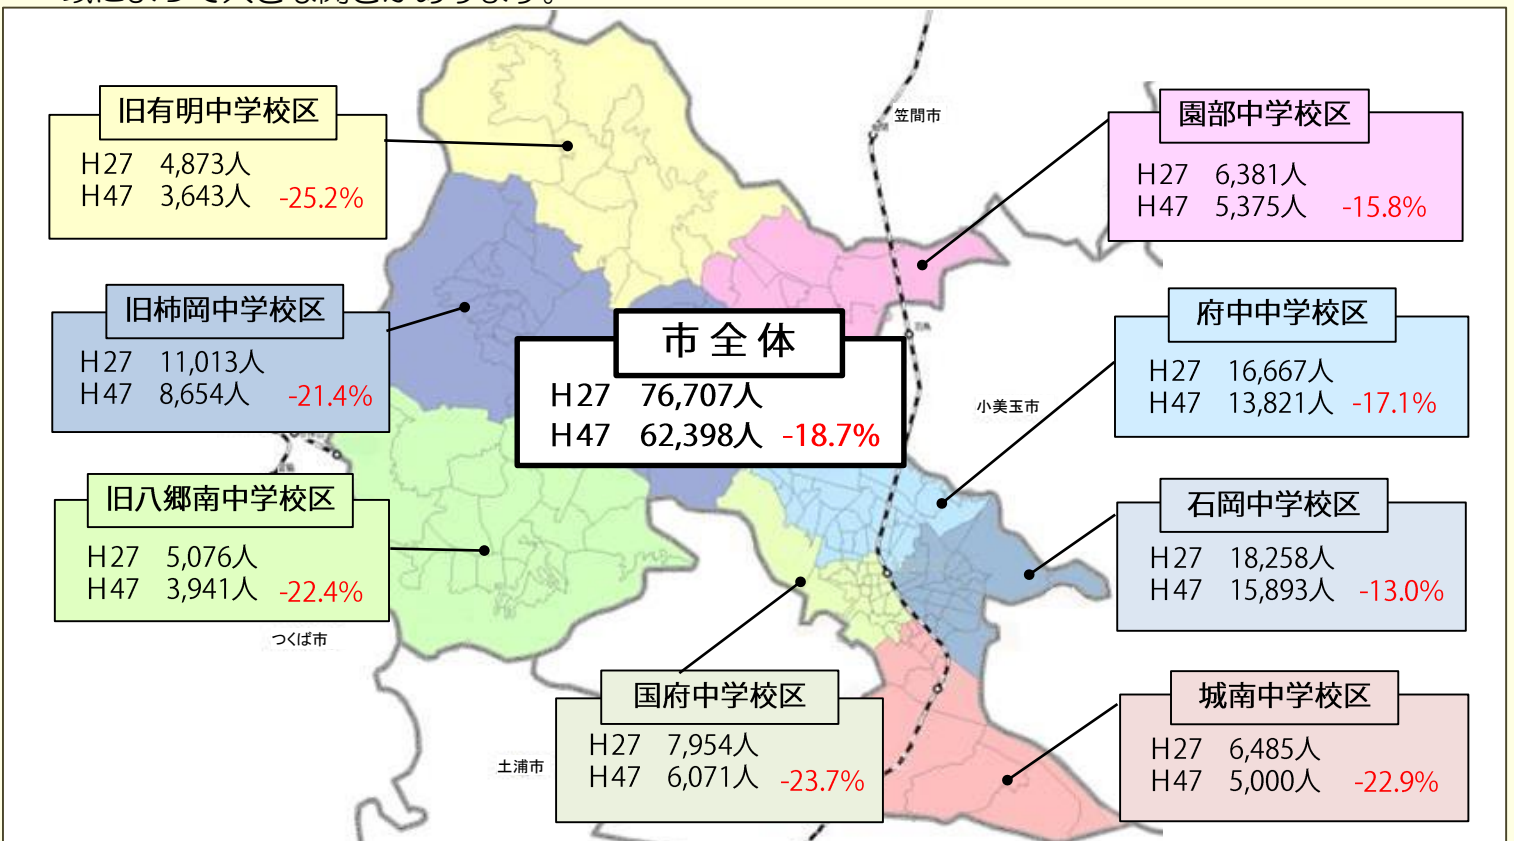 旧有明中学校区
H27 4,873人
H47 3,643人 -25.2%
園部中学校区
H27 6,381人
H47 5,375人 -15.8%
笠間市
旧柿岡中学校区
H27 11,013人
H47 8,654人 -21.4%
市全体
H27 76,707人
H47 62,398人 -18.7%
府中中学校区
H27 16,667人
H47 13,821人 -17.1%
小美玉市
旧八郷南中学校区
H27 5,076人
H47 3,941人 -22.4%
石岡中学校区
H27 18,258人
H47 15,893人 -13.0%
つくば市
国府中学校区
H27 7,954人
H47 6,071人 -23.7%
土浦市
城南中学校区
H27 6,485人
H47 5,000人 -22.9%